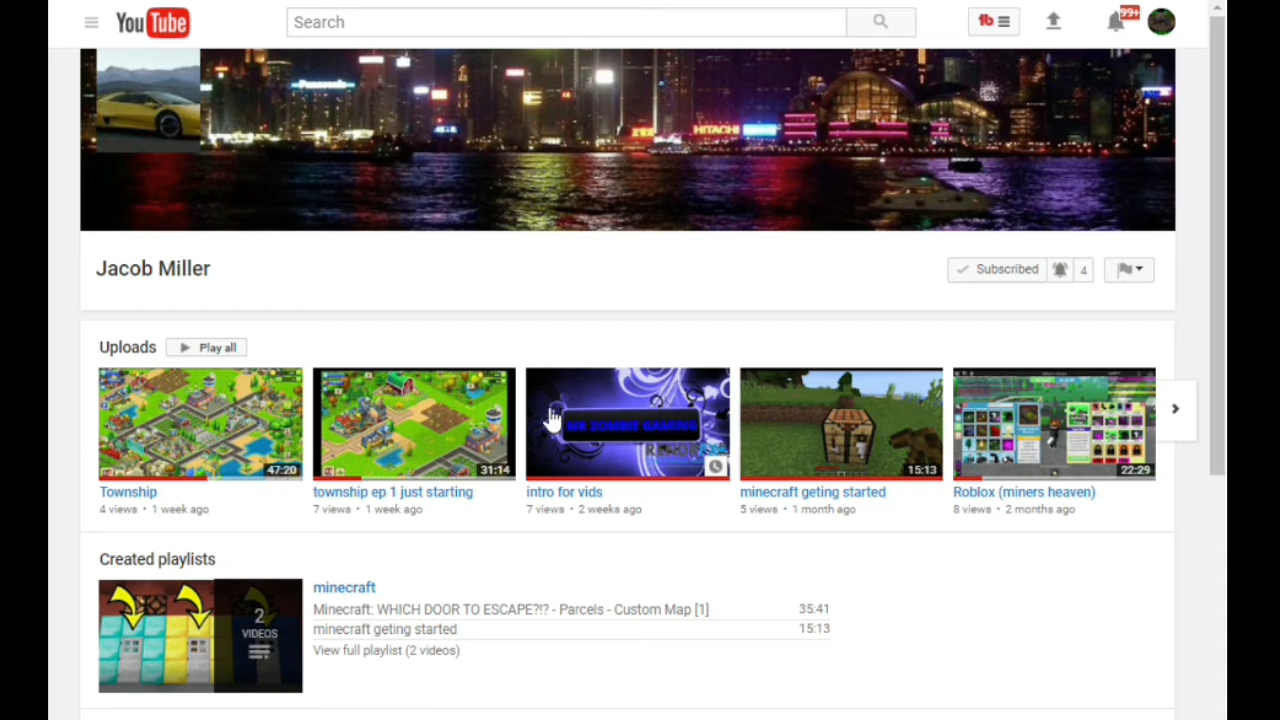 YouTube
Search
tb
99+
Panasonic
HITACHI
Jacob Miller
Subscribed
4
Uploads
Play all
47:20
31:14
MR ZOMBIE GAMING
15:13
22:29
Township
township ep 1 just starting
intro for vids
minecraft geting started
Roblox (miners heaven)
4 views • 1 week ago
7 views • 1 week ago
7 views • 2 weeks ago
5 views • 1 month ago
8 views • 2 months ago
Created playlists
2
VIDEOS
minecraft
Minecraft: WHICH DOOR TO ESCAPE?!? - Parcels - Custom Map [1]
35:41
minecraft geting started
15:13
View full playlist (2 videos)